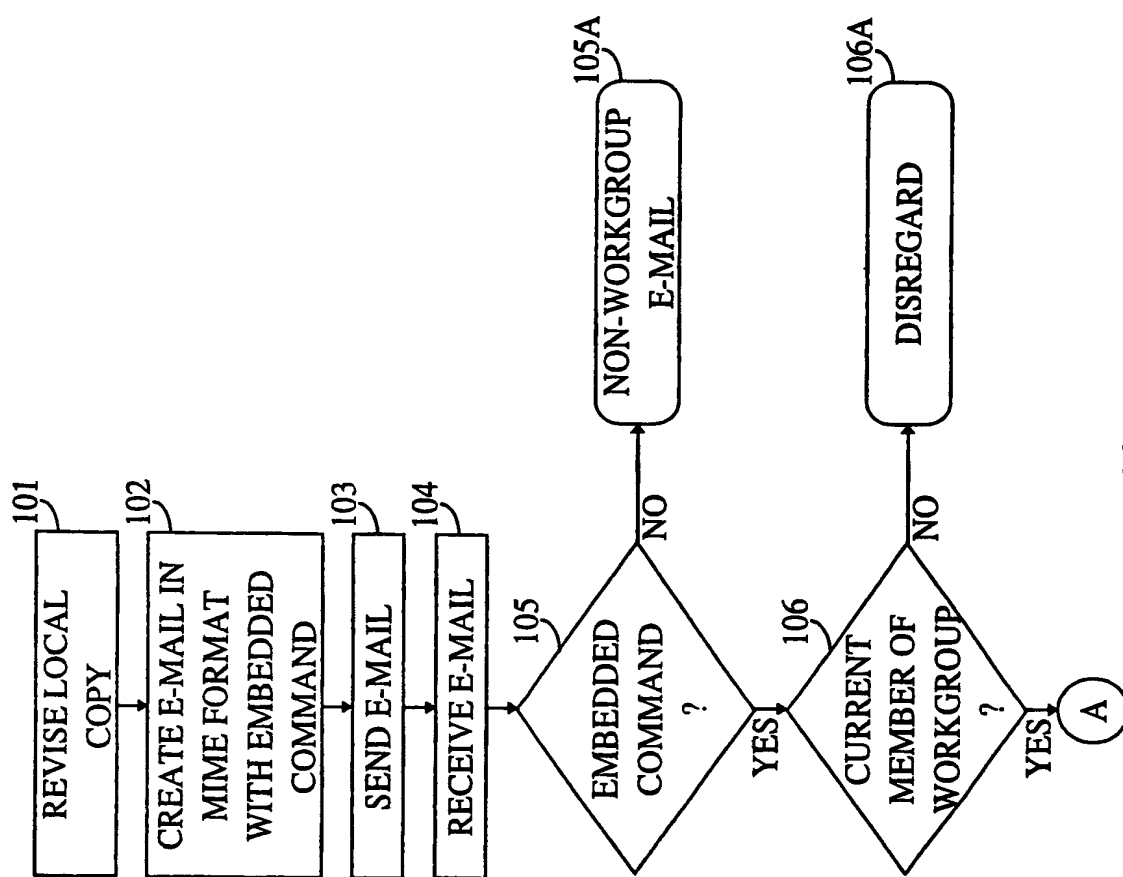 101
REVISE LOCAL
COPY
102
CREATE E-MAIL IN
MIME FORMAT
WITH EMBEDDED
COMMAND
103
SEND E-MAIL
104
RECEIVE E-MAIL
105
EMBEDDED
COMMAND
?
NO
105A
NON-WORKGROUP
E-MAIL
YES
106
CURRENT
MEMBER OF
WORKGROUP
?
NO
106A
DISREGARD
YES
A